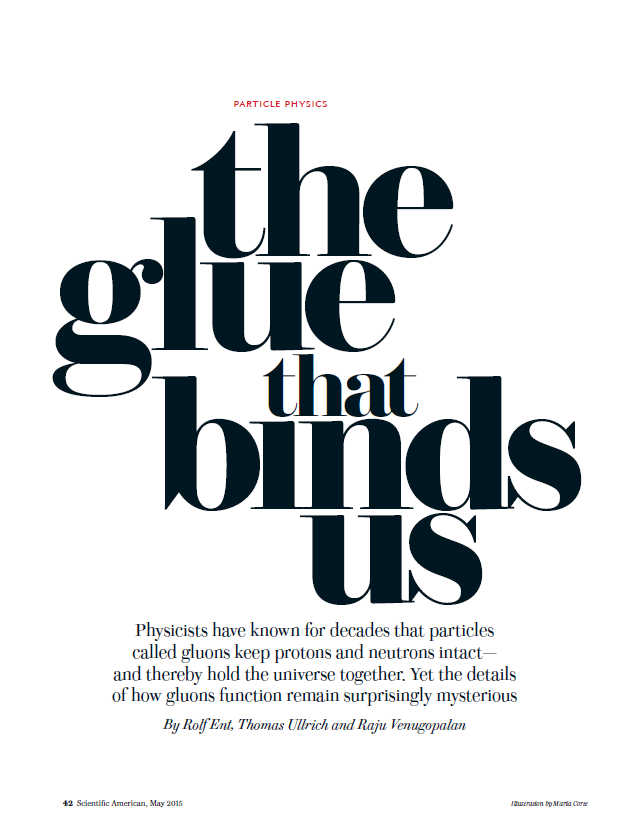 PARTICLE PHYSICS
the
glue
that
binds
us
Physicists have known for decades that particles
called gluons keep protons and neutrons intact—
and thereby hold the universe together. Yet the details
of how gluons function remain surprisingly mysterious
By Rolf Ent, Thomas Ullrich and Raju Venugopalan
42 Scientific American, May 2015
Illustration by Maria Corte